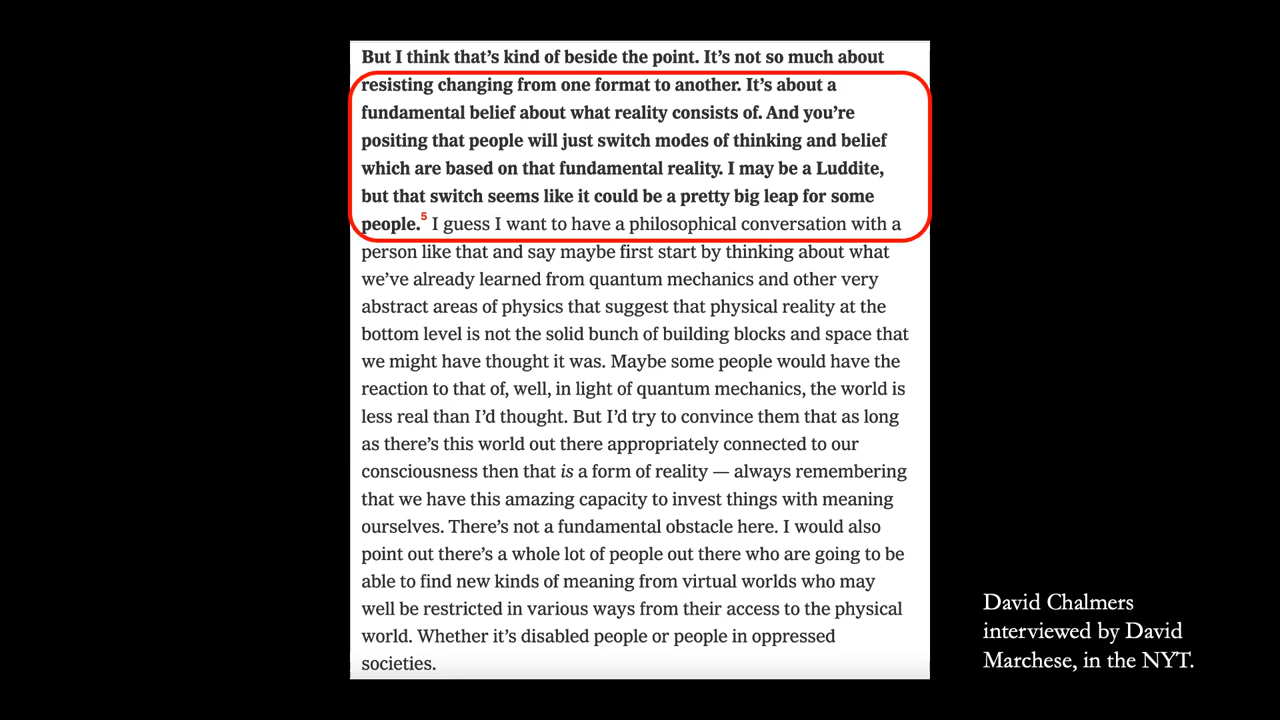 But I think that’s kind of beside the point. It’s not so much about
resisting changing from one format to another. It’s about a
fundamental belief about what reality consists of. And you’re
positing that people will just switch modes of thinking and belief
which are based on that fundamental reality. I may be a Luddite,
but that switch seems like it could be a pretty big leap for some
people.5 I guess I want to have a philosophical conversation with a
person like that and say maybe first start by thinking about what
we’ve already learned from quantum mechanics and other very
abstract areas of physics that suggest that physical reality at the
bottom level is not the solid bunch of building blocks and space that
we might have thought it was. Maybe some people would have the
reaction to that of, well, in light of quantum mechanics, the world is
less real than I’d thought. But I’d try to convince them that as long
as there’s this world out there appropriately connected to our
consciousness then that is a form of reality — always remembering
that we have this amazing capacity to invest things with meaning
ourselves. There’s not a fundamental obstacle here. I would also
point out there’s a whole lot of people out there who are going to be
able to find new kinds of meaning from virtual worlds who may
well be restricted in various ways from their access to the physical
world. Whether it’s disabled people or people in oppressed
societies.
David Chalmers
interviewed by David
Marchese, in the NYT.